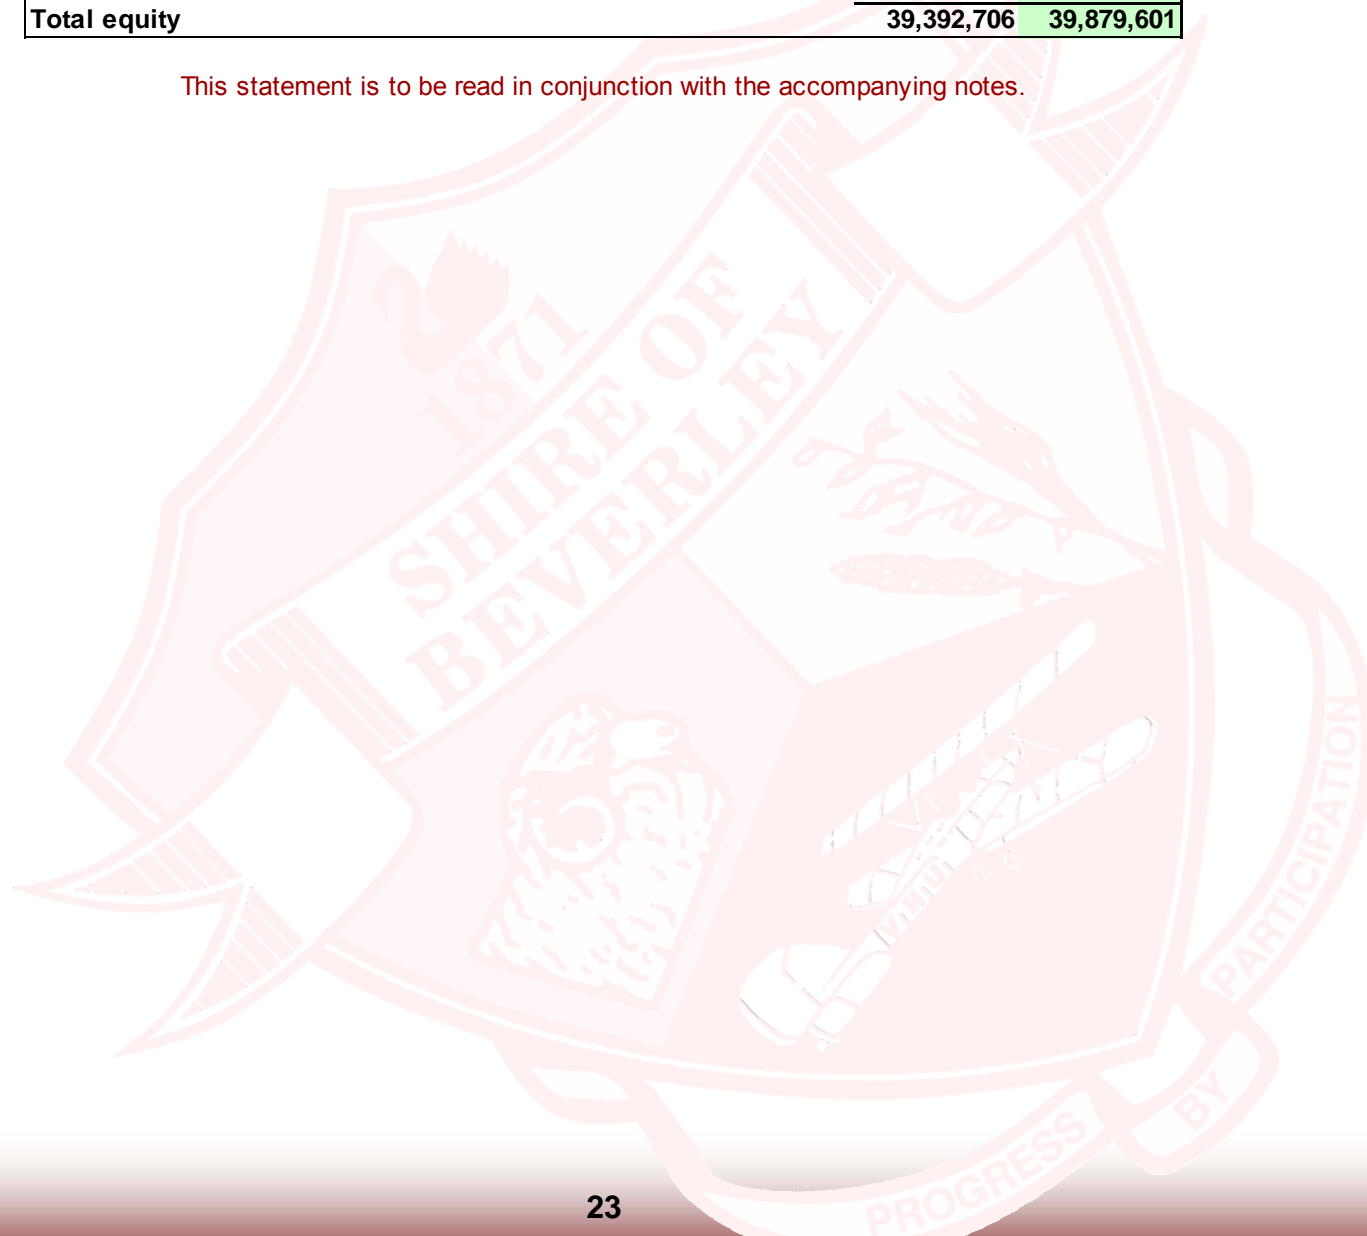 Total equity 39,392,706 39,879,601
This statement is to be read in conjunction with the accompanying notes.
1871
SHIRE OF
BEVERLEY
PROGRESS BY PARTICIPATION
23